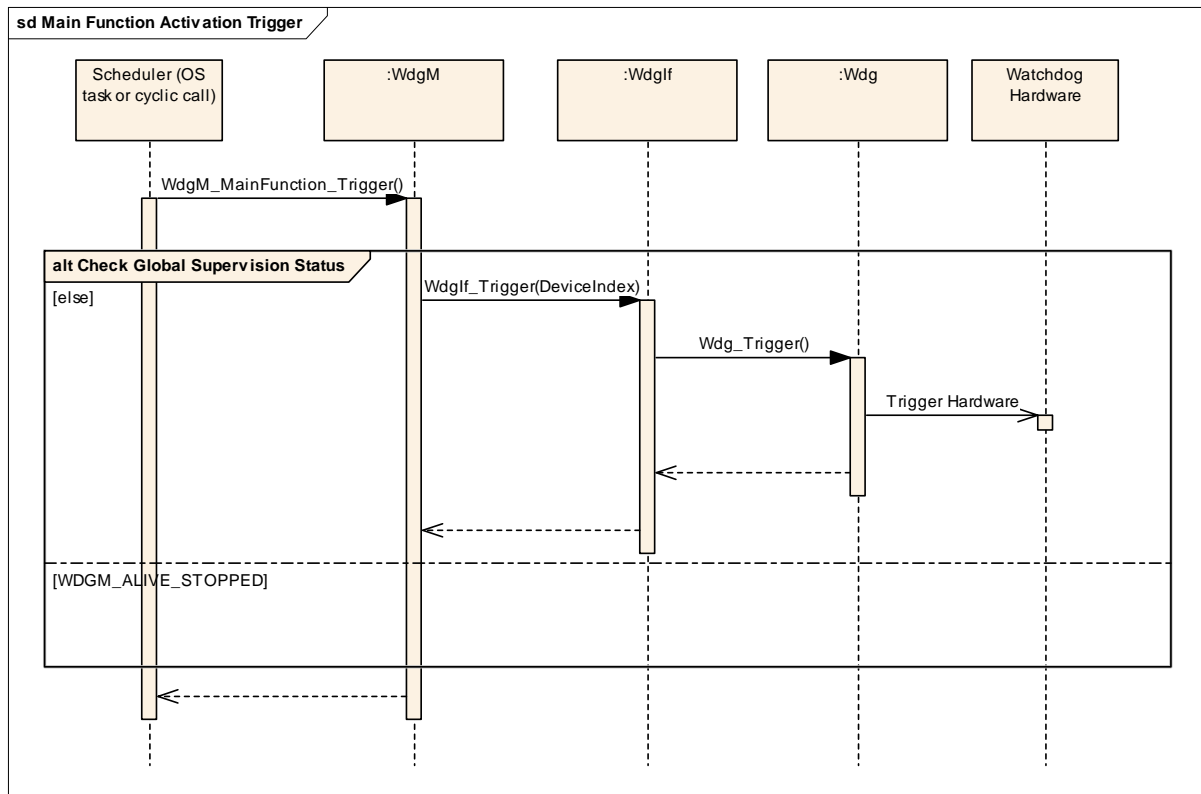 sd Main Function Activation Trigger
Scheduler (OS
task or cyclic call)
:WdgM
:WdgIf
:Wdg
Watchdog
Hardware
WdgM_MainFunction_Trigger()
alt Check Global Supervision Status
[else]
WdgIf_Trigger(DeviceIndex)
Wdg_Trigger()
Trigger Hardware
[WDGM_ALIVE_STOPPED]